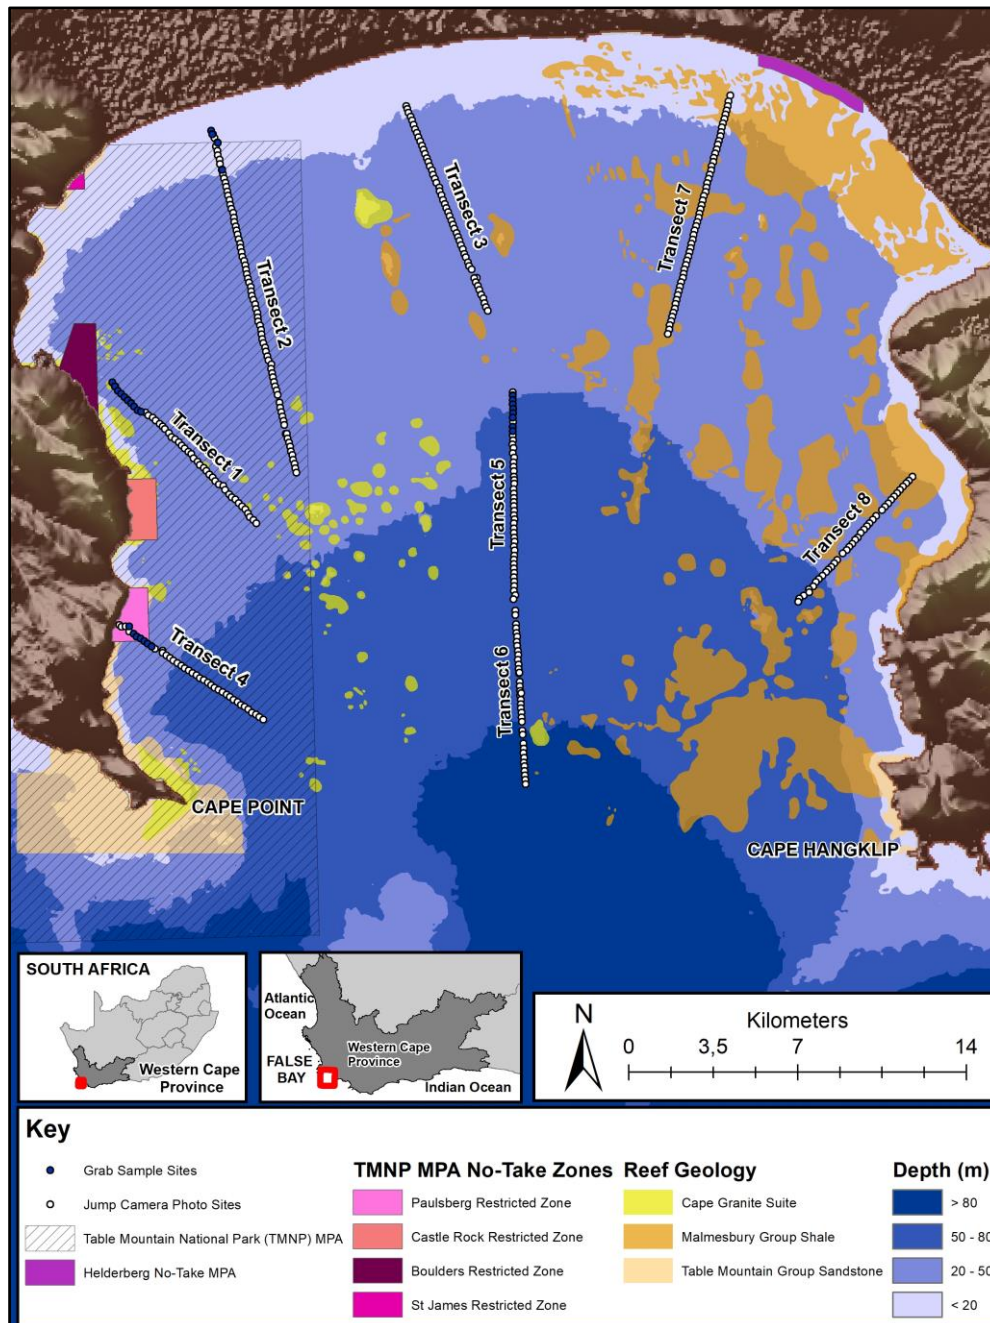 Transect 7
Transect 3
Transect 2
Transect 1
Transect 5
Transect 8
Transect 4
Transect 6
CAPE POINT
CAPE HANGKLIP
SOUTH AFRICA
Western Cape
Province
Atlantic
Ocean
Western Cape
Province
FALSE
BAY
Indian Ocean
N
Kilometers
0 3,5 7 14
Key
Grab Sample Sites
Jump Camera Photo Sites
Table Mountain National Park (TMNP) MPA
Helderberg No-Take MPA
TMNP MPA No-Take Zones
Paulsberg Restricted Zone
Castle Rock Restricted Zone
Boulders Restricted Zone
St James Restricted Zone
Reef Geology
Cape Granite Suite
Malmesbury Group Shale
Table Mountain Group Sandstone
Depth (m)
> 80
50 - 80
20 - 50
< 20